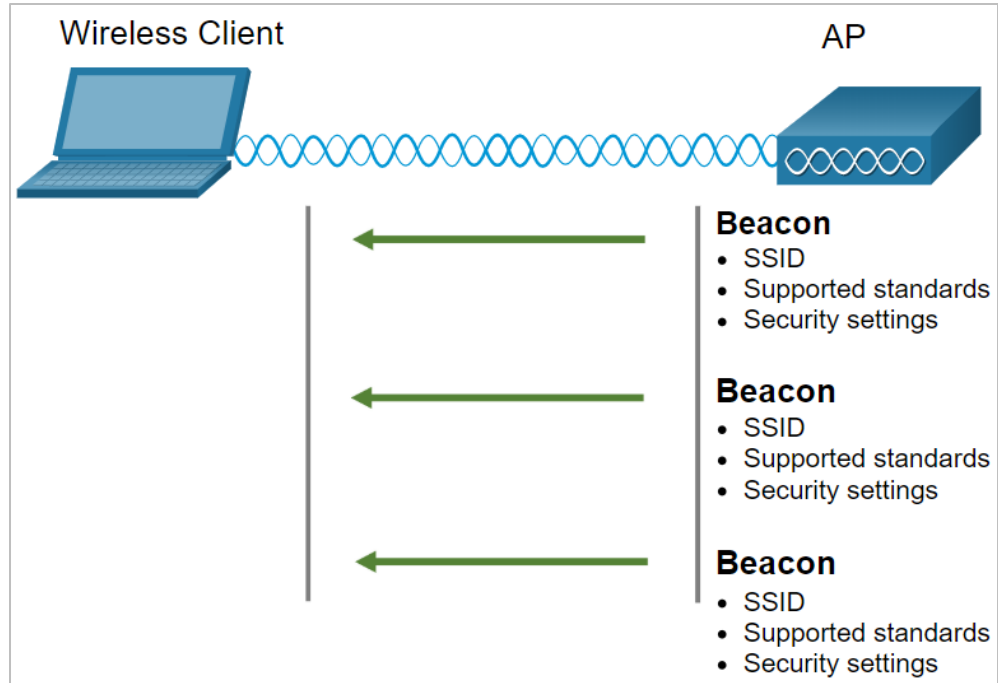 Wireless Client
AP
Beacon
• SSID
• Supported standards
• Security settings
Beacon
• SSID
• Supported standards
• Security settings
Beacon
• SSID
• Supported standards
• Security settings